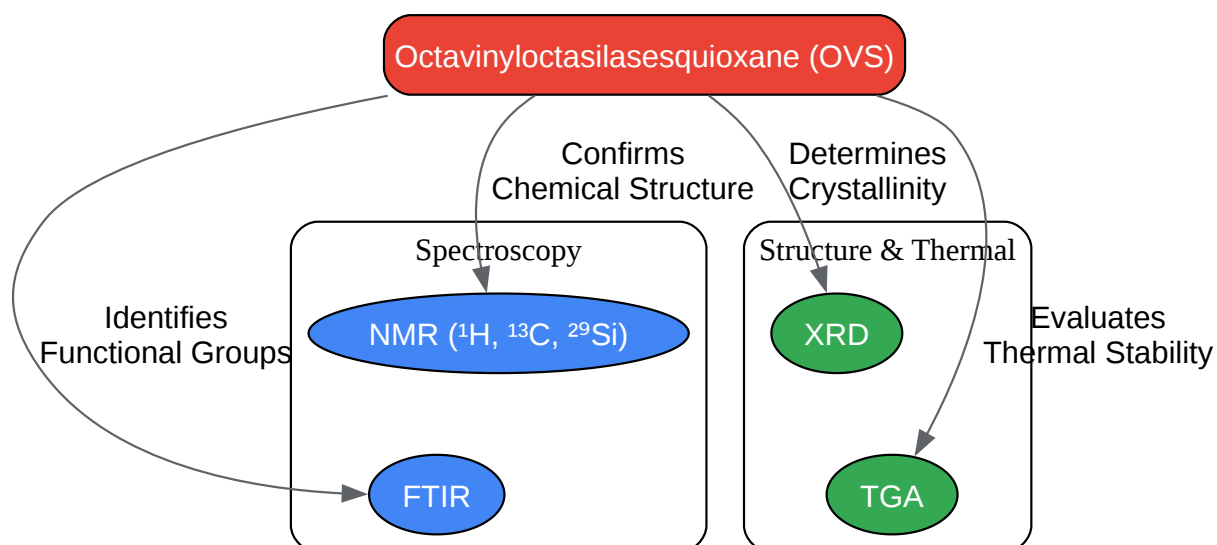 Octavinyloctasilasesquioxane (OVS)
Confirms
Chemical Structure
Determines
Crystallinity
Spectroscopy
Structure & Thermal
Identifies
Functional Groups
NMR (¹H, ¹³C, ²⁹Si)
XRD
Evaluates
Thermal Stability
FTIR
TGA